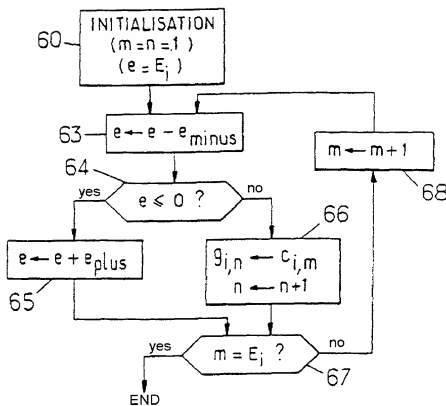 60
INITIALISATION
(m=n=1)
(e = E_i)
63
e ← e - e_minus
m ← m+1
68
64
yes
e ⩽ 0 ?
no
66
e ← e + e_plus
65
g_i,n ← c_i,m
n ← n+1
yes
m = E_i ?
no
67
END